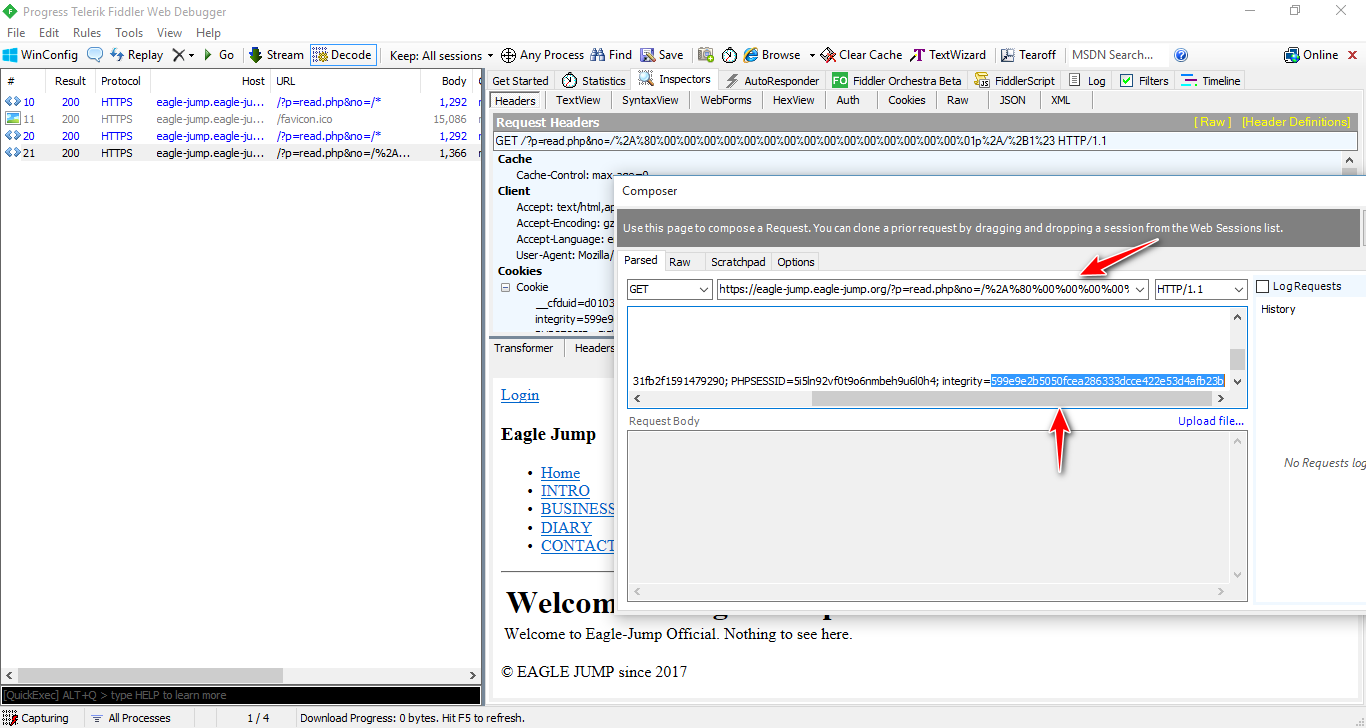 Progress Telerik Fiddler Web Debugger
File Edit Rules Tools View Help
WinConfig Replay Go Stream Decode Keep: All sessions Any Process Find Save Browse Clear Cache TextWizard Tearoff MSDN Search... Online
# Result Protocol Host URL Body
10 200 HTTPS eagle-jump.eagle-ju... /?p=read.php&no=/* 1,292
11 200 HTTPS eagle-jump.eagle-ju... /favicon.ico 15,086
20 200 HTTPS eagle-jump.eagle-ju... /?p=read.php&no=/* 1,292
21 200 HTTPS eagle-jump.eagle-ju... /?p=read.php&no=/%2A... 1,366
Get Started Statistics Inspectors AutoResponder FO Fiddler Orchestra Beta FiddlerScript Log Filters Timeline
Headers TextView SyntaxView WebForms HexView Auth Cookies Raw JSON XML
Request Headers [ Raw ] [Header Definitions]
GET /?p=read.php&no=/%2A%80%00%00%00%00%00%00%00%00%00%00%00%00%00%00%00%01p%2A/%2B1%23 HTTP/1.1
Cache
Cache-Control: max-age=0
Client
Accept: text/html,ap
Accept-Encoding: gz
Accept-Language: e
User-Agent: Mozilla/
Cookies
Cookie
__cfduid=d0103
integrity=599e9
Transformer Headers
Login
Eagle Jump
Home
INTRO
BUSINESS
DIARY
CONTACT
Welcom
Welcome to Eagle-Jump Official. Nothing to see here.
© EAGLE JUMP since 2017
Composer
Use this page to compose a Request. You can clone a prior request by dragging and dropping a session from the Web Sessions list.
Parsed Raw Scratchpad Options
GET https://eagle-jump.eagle-jump.org/?p=read.php&no=/%2A%80%00%00%00%00% HTTP/1.1
Log Requests
History
31fb2f1591479290; PHPSESSID=5i5ln92vf0t9o6nmbeh9u6l0h4; integrity=599e9e2b5050fcea286333dcce422e53d4afb23b
Request Body Upload file...
No Requests log
[QuickExec] ALT+Q > type HELP to learn more
Capturing All Processes 1 / 4 Download Progress: 0 bytes. Hit F5 to refresh.